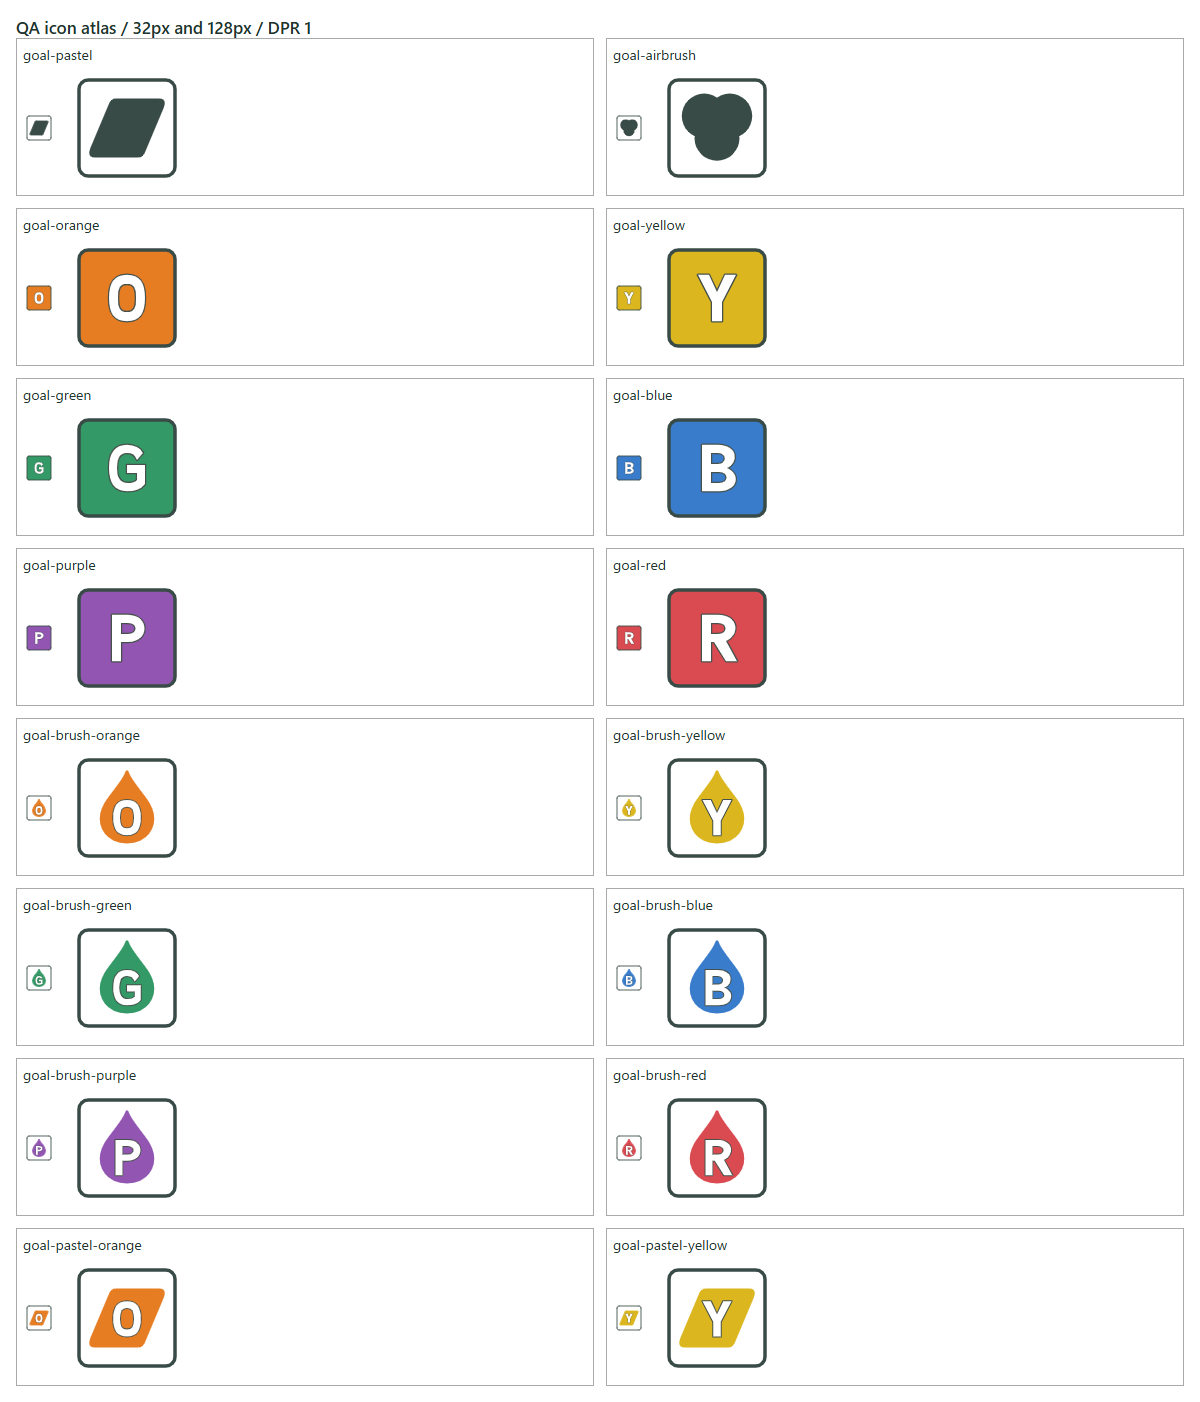 QA icon atlas / 32px and 128px / DPR 1
goal-pastel
goal-airbrush
goal-orange
O
O
goal-yellow
Y
Y
goal-green
G
G
goal-blue
B
B
goal-purple
P
P
goal-red
R
R
goal-brush-orange
O
O
goal-brush-yellow
Y
Y
goal-brush-green
G
G
goal-brush-blue
B
B
goal-brush-purple
P
P
goal-brush-red
R
R
goal-pastel-orange
O
O
goal-pastel-yellow
Y
Y